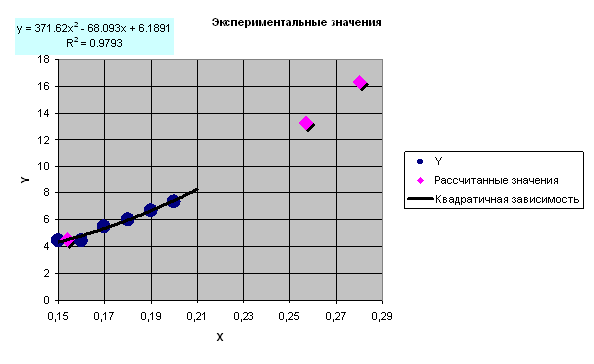 Экспериментальные значения
y = 371.62x² - 68.093x + 6.1891
R² = 0.9793
18
16
14
12
10
8
6
4
2
0
Y
0,15 0,17 0,19 0,21 0,23 0,25 0,27 0,29
X
Y
Рассчитанные значения
Квадратичная зависимость